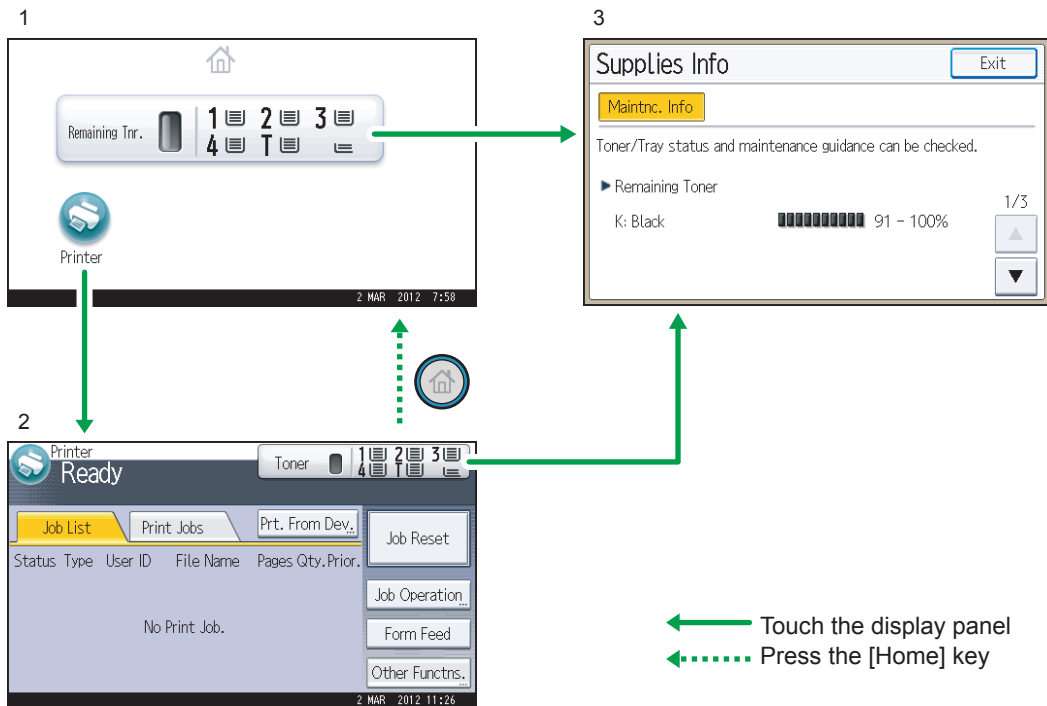 1
Remaining Tnr.
1 2 3
4 T
Printer
2 MAR 2012 7:58
3
Supplies Info
Exit
Maintnc. Info
Toner/Tray status and maintenance guidance can be checked.
Remaining Toner
K: Black 91 - 100%
1/3
2
Printer
Ready
Toner 1 2 3
4 T
Job List Print Jobs Prt. From Dev.
Job Reset
Status Type User ID File Name Pages Qty. Prior.
Job Operation
No Print Job.
Form Feed
Other Functns.
2 MAR 2012 11:26
Touch the display panel
Press the [Home] key